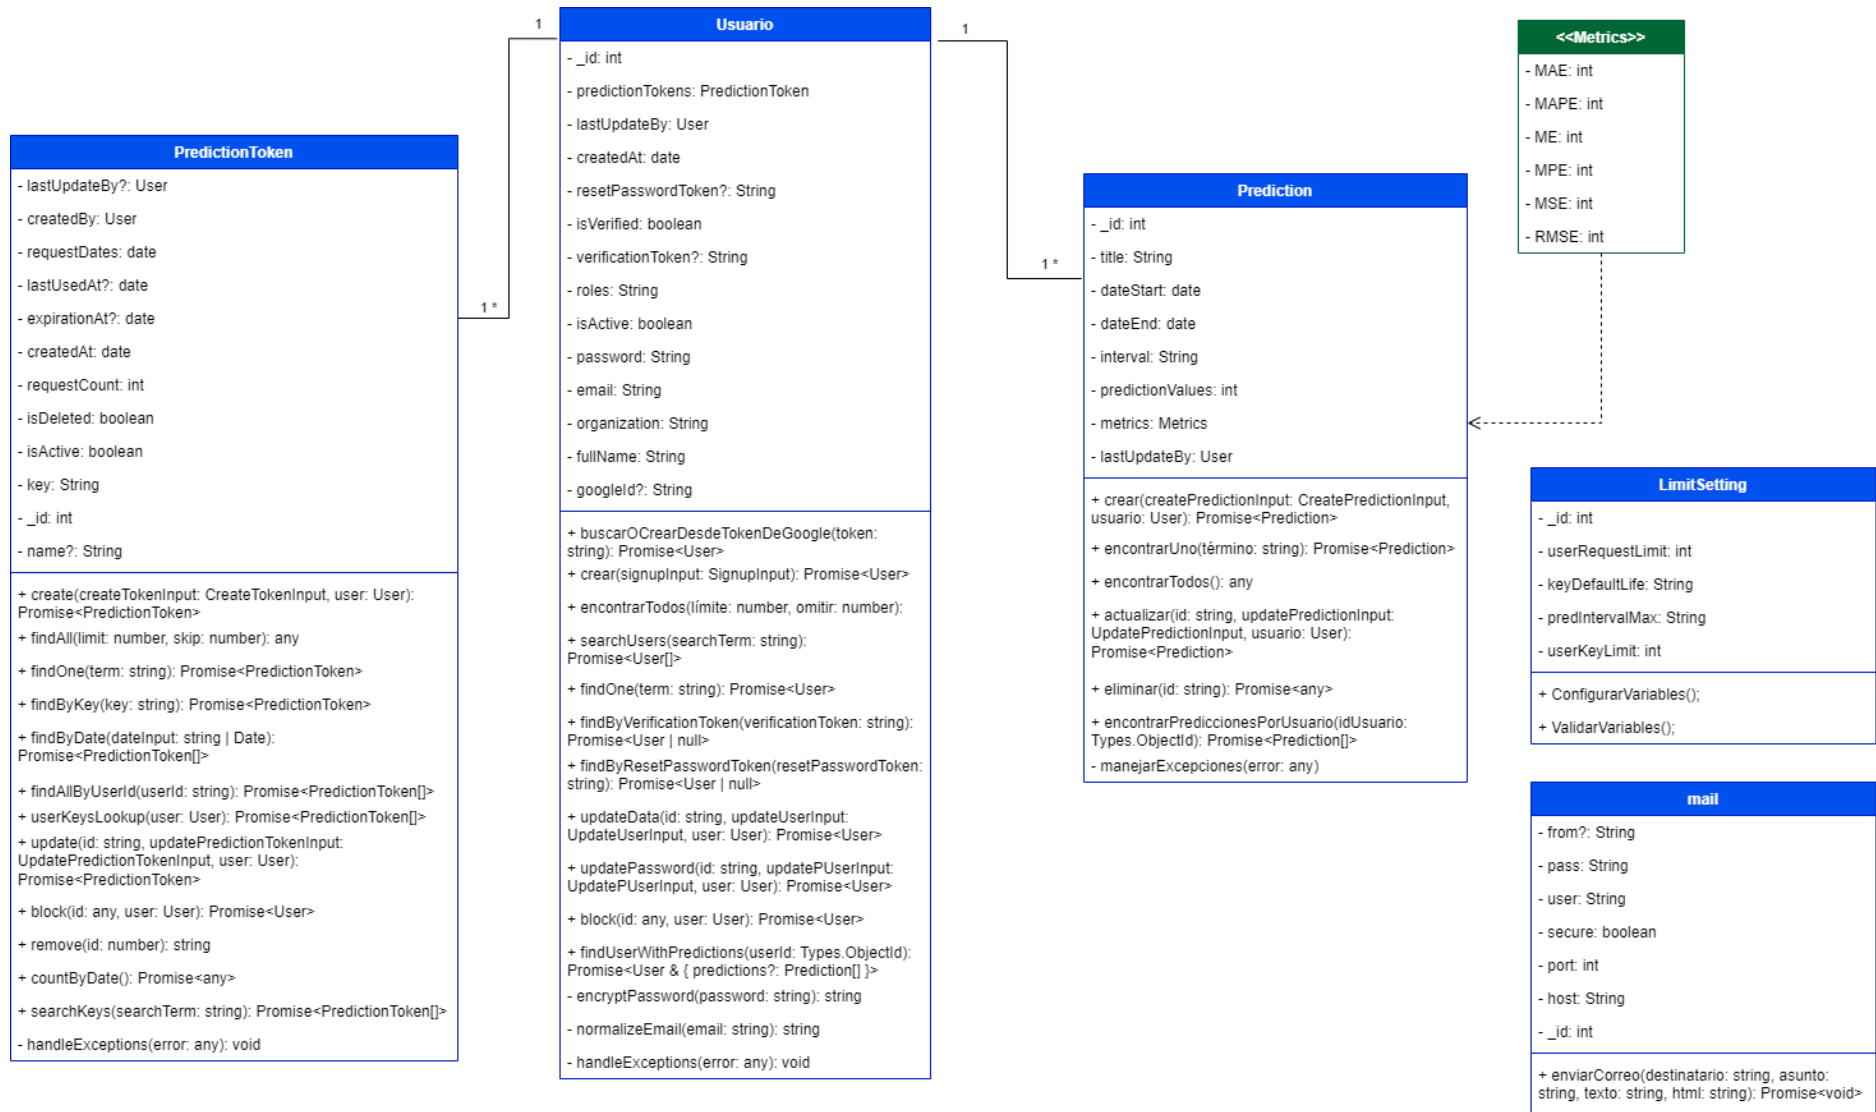 PredictionToken
- lastUpdateBy?: User
- createdBy: User
- requestDates: date
- lastUsedAt?: date
- expirationAt?: date
- createdAt: date
- requestCount: int
- isDeleted: boolean
- isActive: boolean
- key: String
- _id: int
- name?: String
+ create(createTokenInput: CreateTokenInput, user: User):
Promise<PredictionToken>
+ findAll(limit: number, skip: number): any
+ findOne(term: string): Promise<PredictionToken>
+ findByKey(key: string): Promise<PredictionToken>
+ findByDate(dateInput: string | Date):
Promise<PredictionToken[]>
+ findAllByUserId(userId: string): Promise<PredictionToken[]>
+ userKeysLookup(user: User): Promise<PredictionToken[]>
+ update(id: string, updatePredictionTokenInput:
UpdatePredictionTokenInput, user: User):
Promise<PredictionToken>
+ block(id: any, user: User): Promise<User>
+ remove(id: number): string
+ countByDate(): Promise<any>
+ searchKeys(searchTerm: string): Promise<PredictionToken[]>
- handleExceptions(error: any): void
1
1 *
Usuario
- _id: int
- predictionTokens: PredictionToken
- lastUpdateBy: User
- createdAt: date
- resetPasswordToken?: String
- isVerified: boolean
- verificationToken?: String
- roles: String
- isActive: boolean
- password: String
- email: String
- organization: String
- fullName: String
- googleId?: String
+ buscarOCrearDesdeTokenDeGoogle(token:
string): Promise<User>
+ crear(signupInput: SignupInput): Promise<User>
+ encontrarTodos(límite: number, omitir: number):
+ searchUsers(searchTerm: string):
Promise<User[]>
+ findOne(term: string): Promise<User>
+ findByVerificationToken(verificationToken: string):
Promise<User | null>
+ findByResetPasswordToken(resetPasswordToken:
string): Promise<User | null>
+ updateData(id: string, updateUserInput:
UpdateUserInput, user: User): Promise<User>
+ updatePassword(id: string, updatePUserInput:
UpdatePUserInput, user: User): Promise<User>
+ block(id: any, user: User): Promise<User>
+ findUserWithPredictions(userId: Types.ObjectId):
Promise<User & { predictions?: Prediction[] }>
- encryptPassword(password: string): string
- normalizeEmail(email: string): string
- handleExceptions(error: any): void
1
1 *
Prediction
- _id: int
- title: String
- dateStart: date
- dateEnd: date
- interval: String
- predictionValues: int
- metrics: Metrics
- lastUpdateBy: User
+ crear(createPredictionInput: CreatePredictionInput,
usuario: User): Promise<Prediction>
+ encontrarUno(término: string): Promise<Prediction>
+ encontrarTodos(): any
+ actualizar(id: string, updatePredictionInput:
UpdatePredictionInput, usuario: User):
Promise<Prediction>
+ eliminar(id: string): Promise<any>
+ encontrarPrediccionesPorUsuario(idUsuario:
Types.ObjectId): Promise<Prediction[]>
- manejarExcepciones(error: any)
<<Metrics>>
- MAE: int
- MAPE: int
- ME: int
- MPE: int
- MSE: int
- RMSE: int
LimitSetting
- _id: int
- userRequestLimit: int
- keyDefaultLife: String
- predIntervalMax: String
- userKeyLimit: int
+ ConfigurarVariables();
+ ValidarVariables();
mail
- from?: String
- pass: String
- user: String
- secure: boolean
- port: int
- host: String
- _id: int
+ enviarCorreo(destinatario: string, asunto:
string, texto: string, html: string): Promise<void>